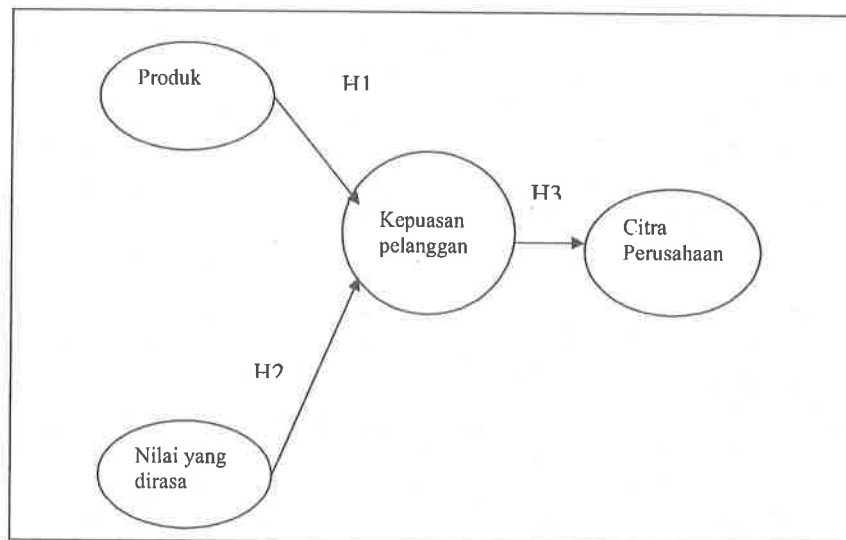 Produk
H1
Kepuasan
pelanggan
H3
Citra
Perusahaan
H2
Nilai yang
dirasa